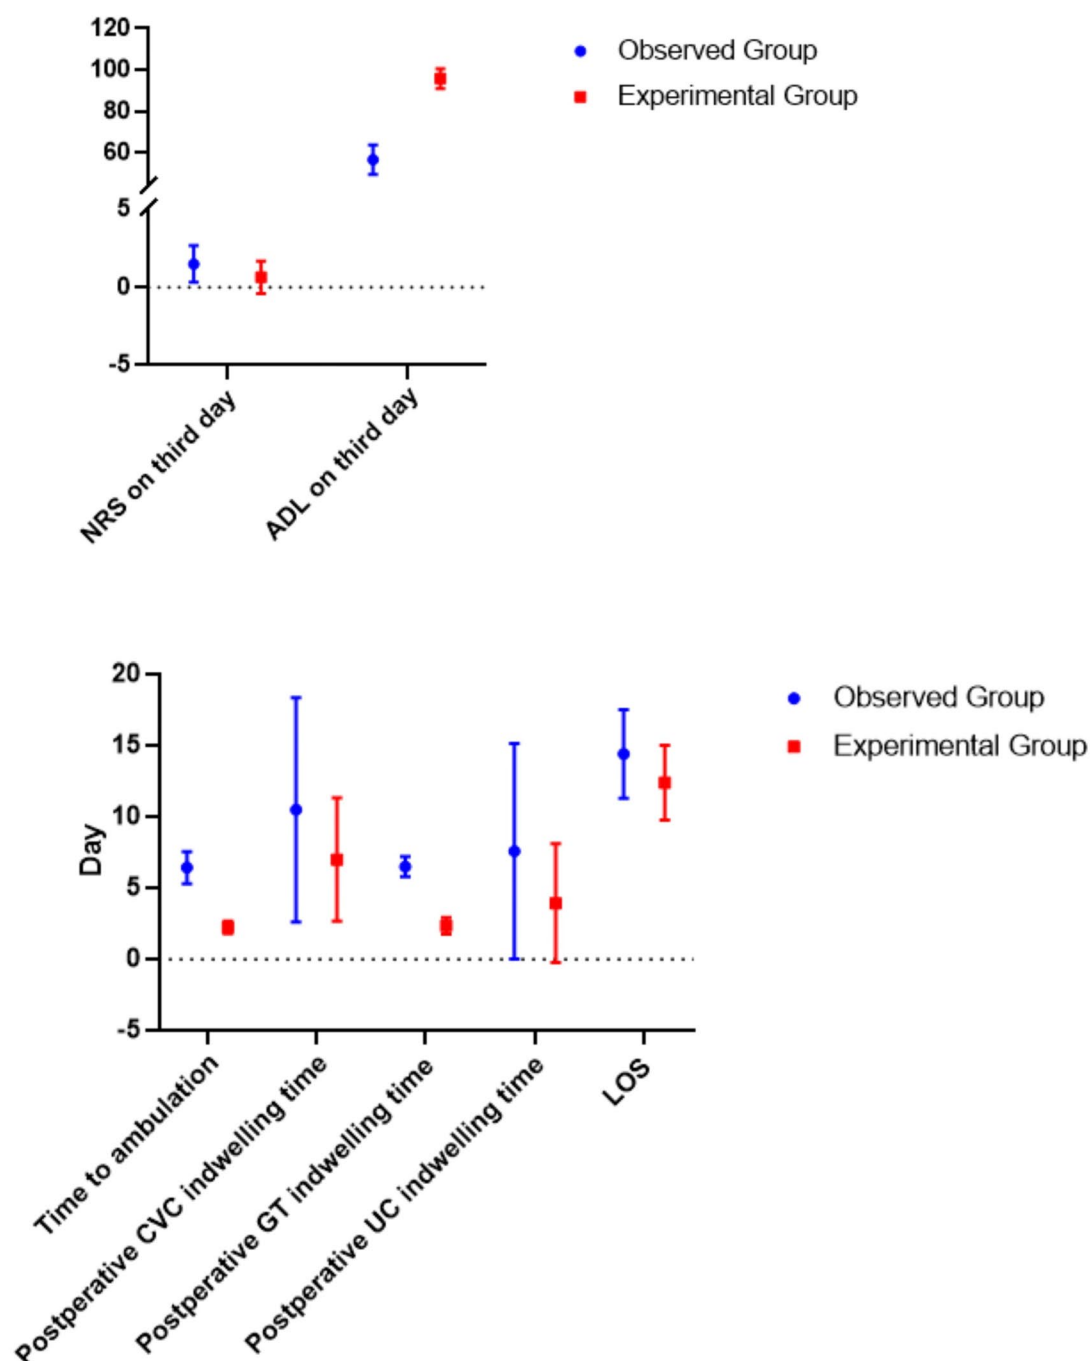 120
100
80
60
5
0
-5
Observed Group
Experimental Group
NRS on third day
ADL on third day
20
15
10
5
0
-5
Day
Observed Group
Experimental Group
Time to ambulation
Postperative CVC indwelling time
Postperative GT indwelling time
Postperative UC indwelling time
LOS